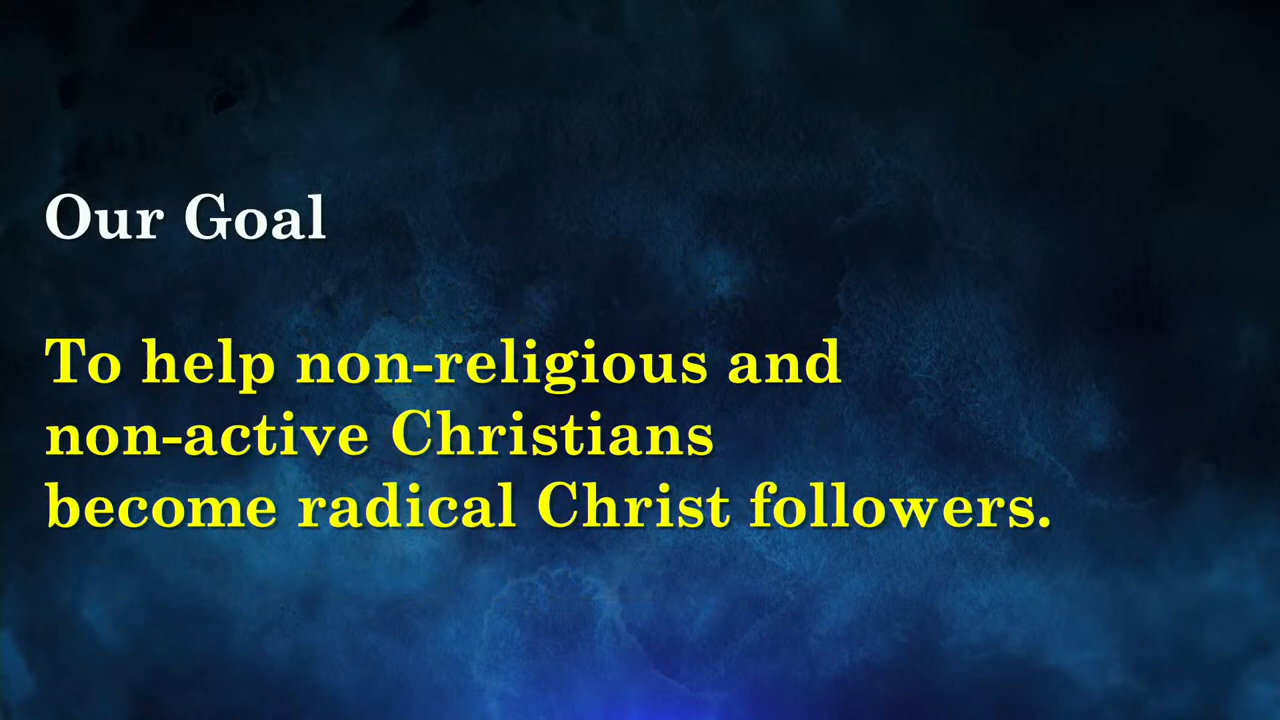 Our Goal
To help non-religious and
non-active Christians
become radical Christ followers.